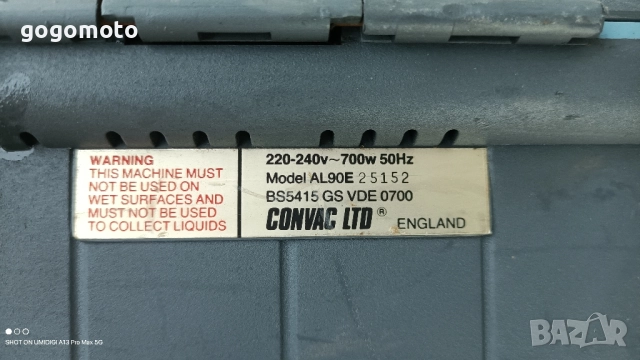 gogomoto
WARNING
THIS MACHINE MUST
NOT BE USED ON
WET SURFACES AND
MUST NOT BE USED
TO COLLECT LIQUIDS
220-240v~700w 50Hz
Model AL90E 25152
BS5415 GS VDE 0700
CONVAC LTD ® ENGLAND
SHOT ON UMIDIGI A13 Pro Max 5G
BAZAR